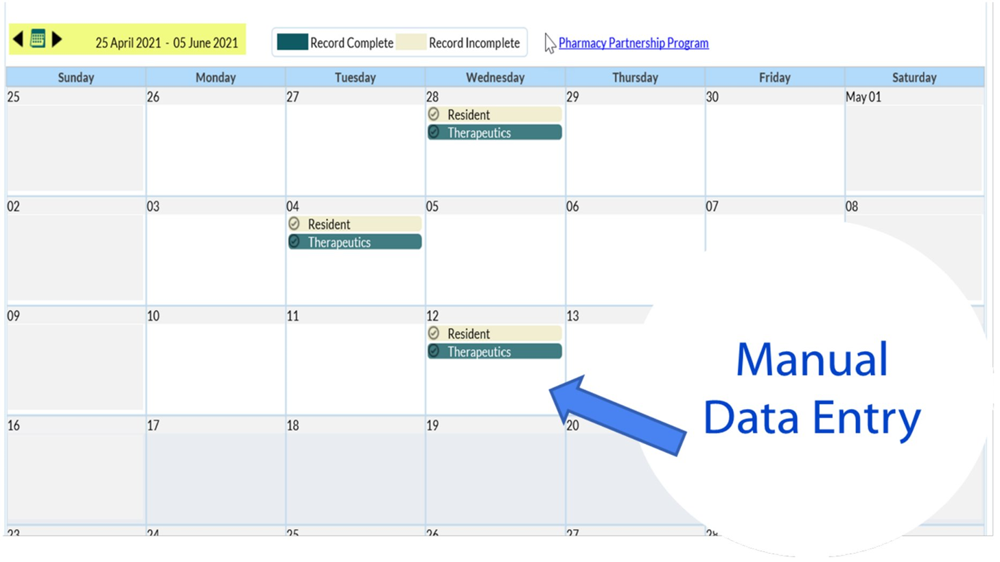 25 April 2021 - 05 June 2021 Record Complete Record Incomplete Pharmacy Partnership Program
Sunday Monday Tuesday Wednesday Thursday Friday Saturday
25 26 27 28 29 30 May 01
Resident
Therapeutics
02 03 04 05 06 07 08
Resident
Therapeutics
09 10 11 12 13
Resident
Therapeutics
Manual
Data Entry
16 17 18 19 20
23 24 25 26 27 28